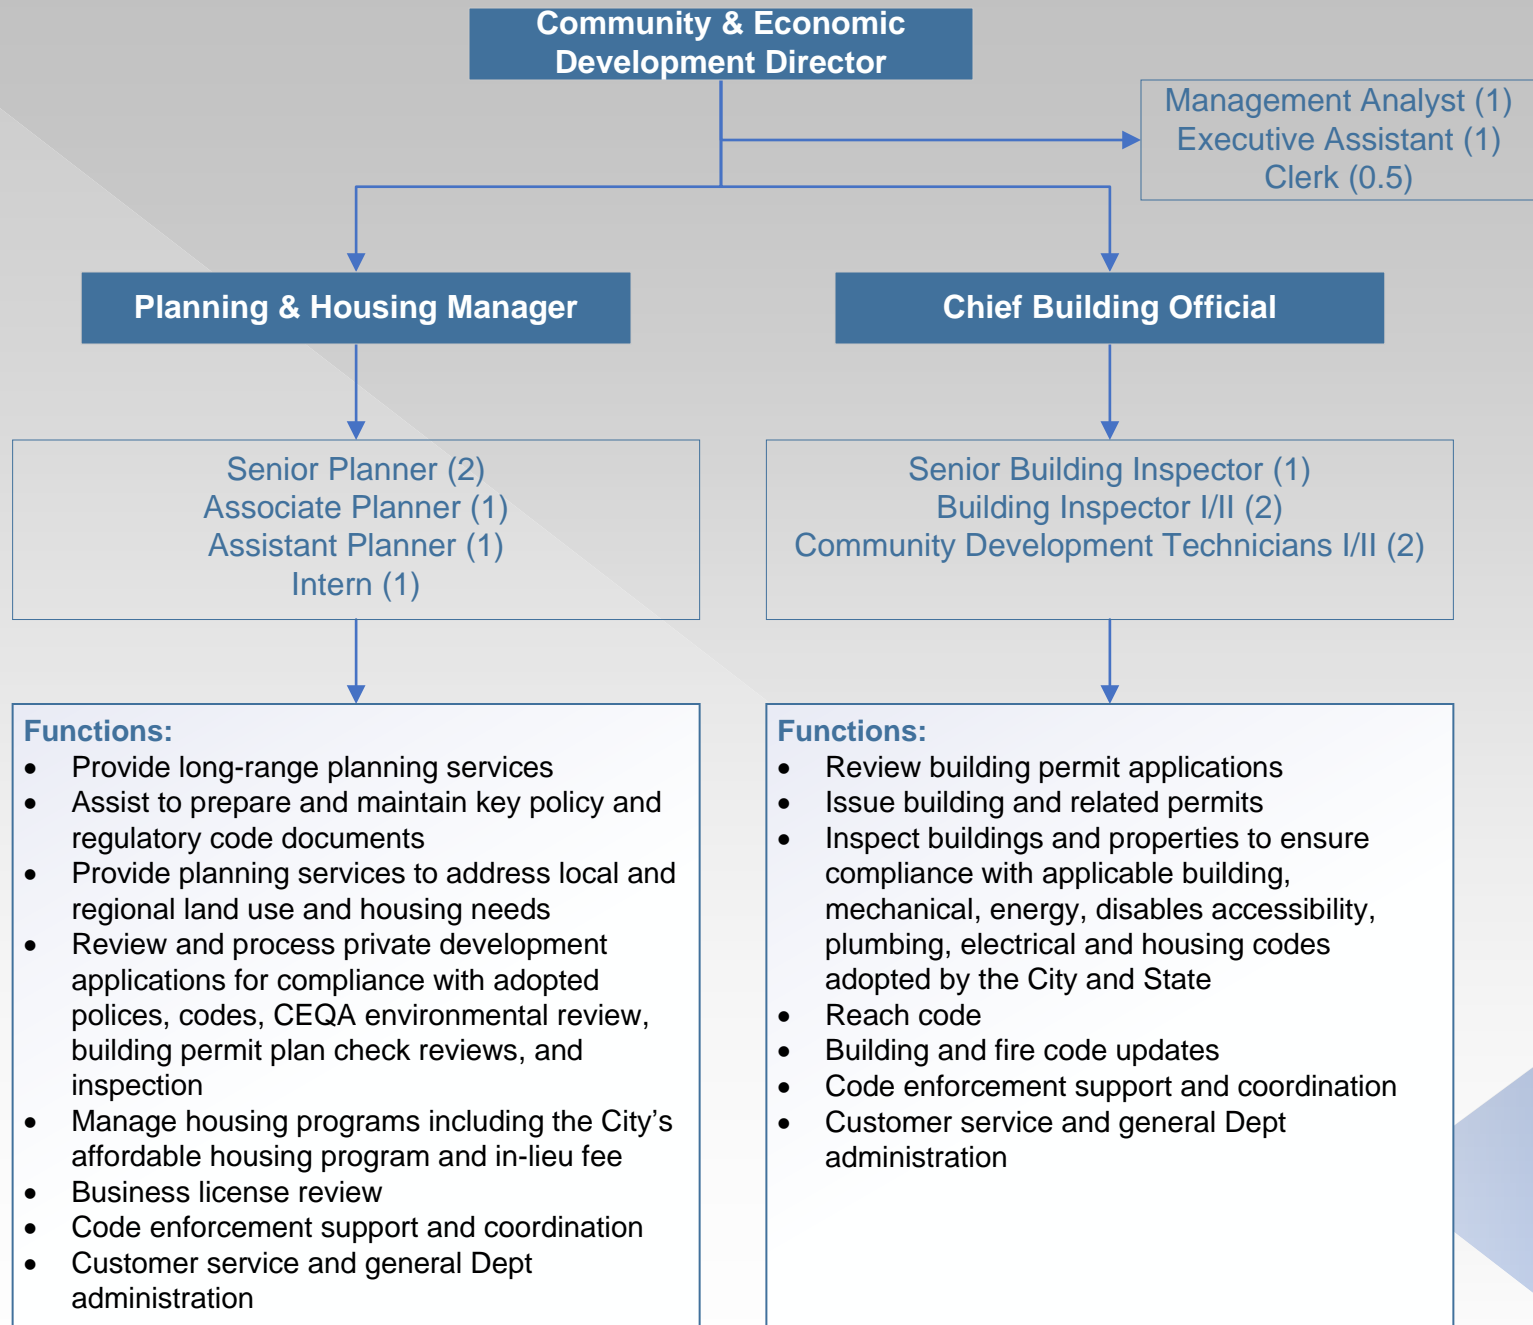 Community & Economic
Development Director
Management Analyst (1)
Executive Assistant (1)
Clerk (0.5)
Planning & Housing Manager
Chief Building Official
Senior Planner (2)
Associate Planner (1)
Assistant Planner (1)
Intern (1)
Senior Building Inspector (1)
Building Inspector I/II (2)
Community Development Technicians I/II (2)
Functions:
• Provide long-range planning services
• Assist to prepare and maintain key policy and
regulatory code documents
• Provide planning services to address local and
regional land use and housing needs
• Review and process private development
applications for compliance with adopted
polices, codes, CEQA environmental review,
building permit plan check reviews, and
inspection
• Manage housing programs including the City’s
affordable housing program and in-lieu fee
• Business license review
• Code enforcement support and coordination
• Customer service and general Dept
administration
Functions:
• Review building permit applications
• Issue building and related permits
• Inspect buildings and properties to ensure
compliance with applicable building,
mechanical, energy, disables accessibility,
plumbing, electrical and housing codes
adopted by the City and State
• Reach code
• Building and fire code updates
• Code enforcement support and coordination
• Customer service and general Dept
administration